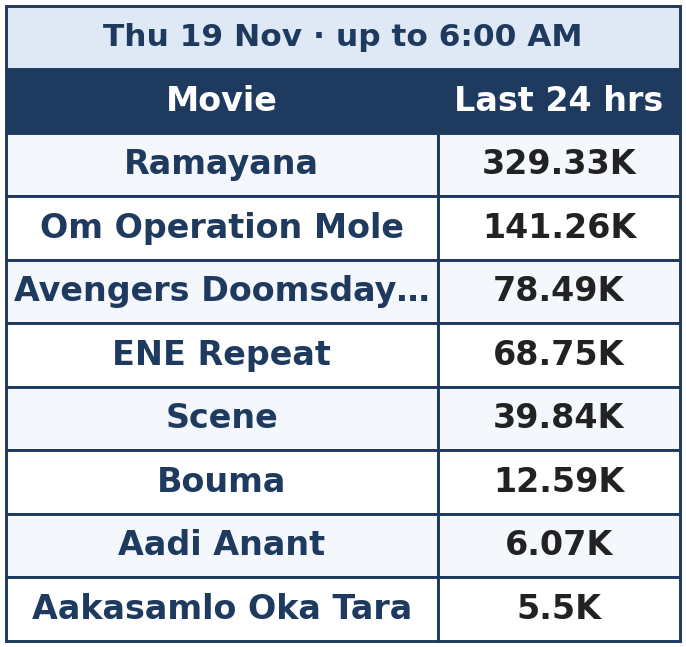 Thu 19 Nov · up to 6:00 AM
Movie Last 24 hrs
Ramayana 329.33K
Om Operation Mole 141.26K
Avengers Doomsday... 78.49K
ENE Repeat 68.75K
Scene 39.84K
Bouma 12.59K
Aadi Anant 6.07K
Aakasamlo Oka Tara 5.5K